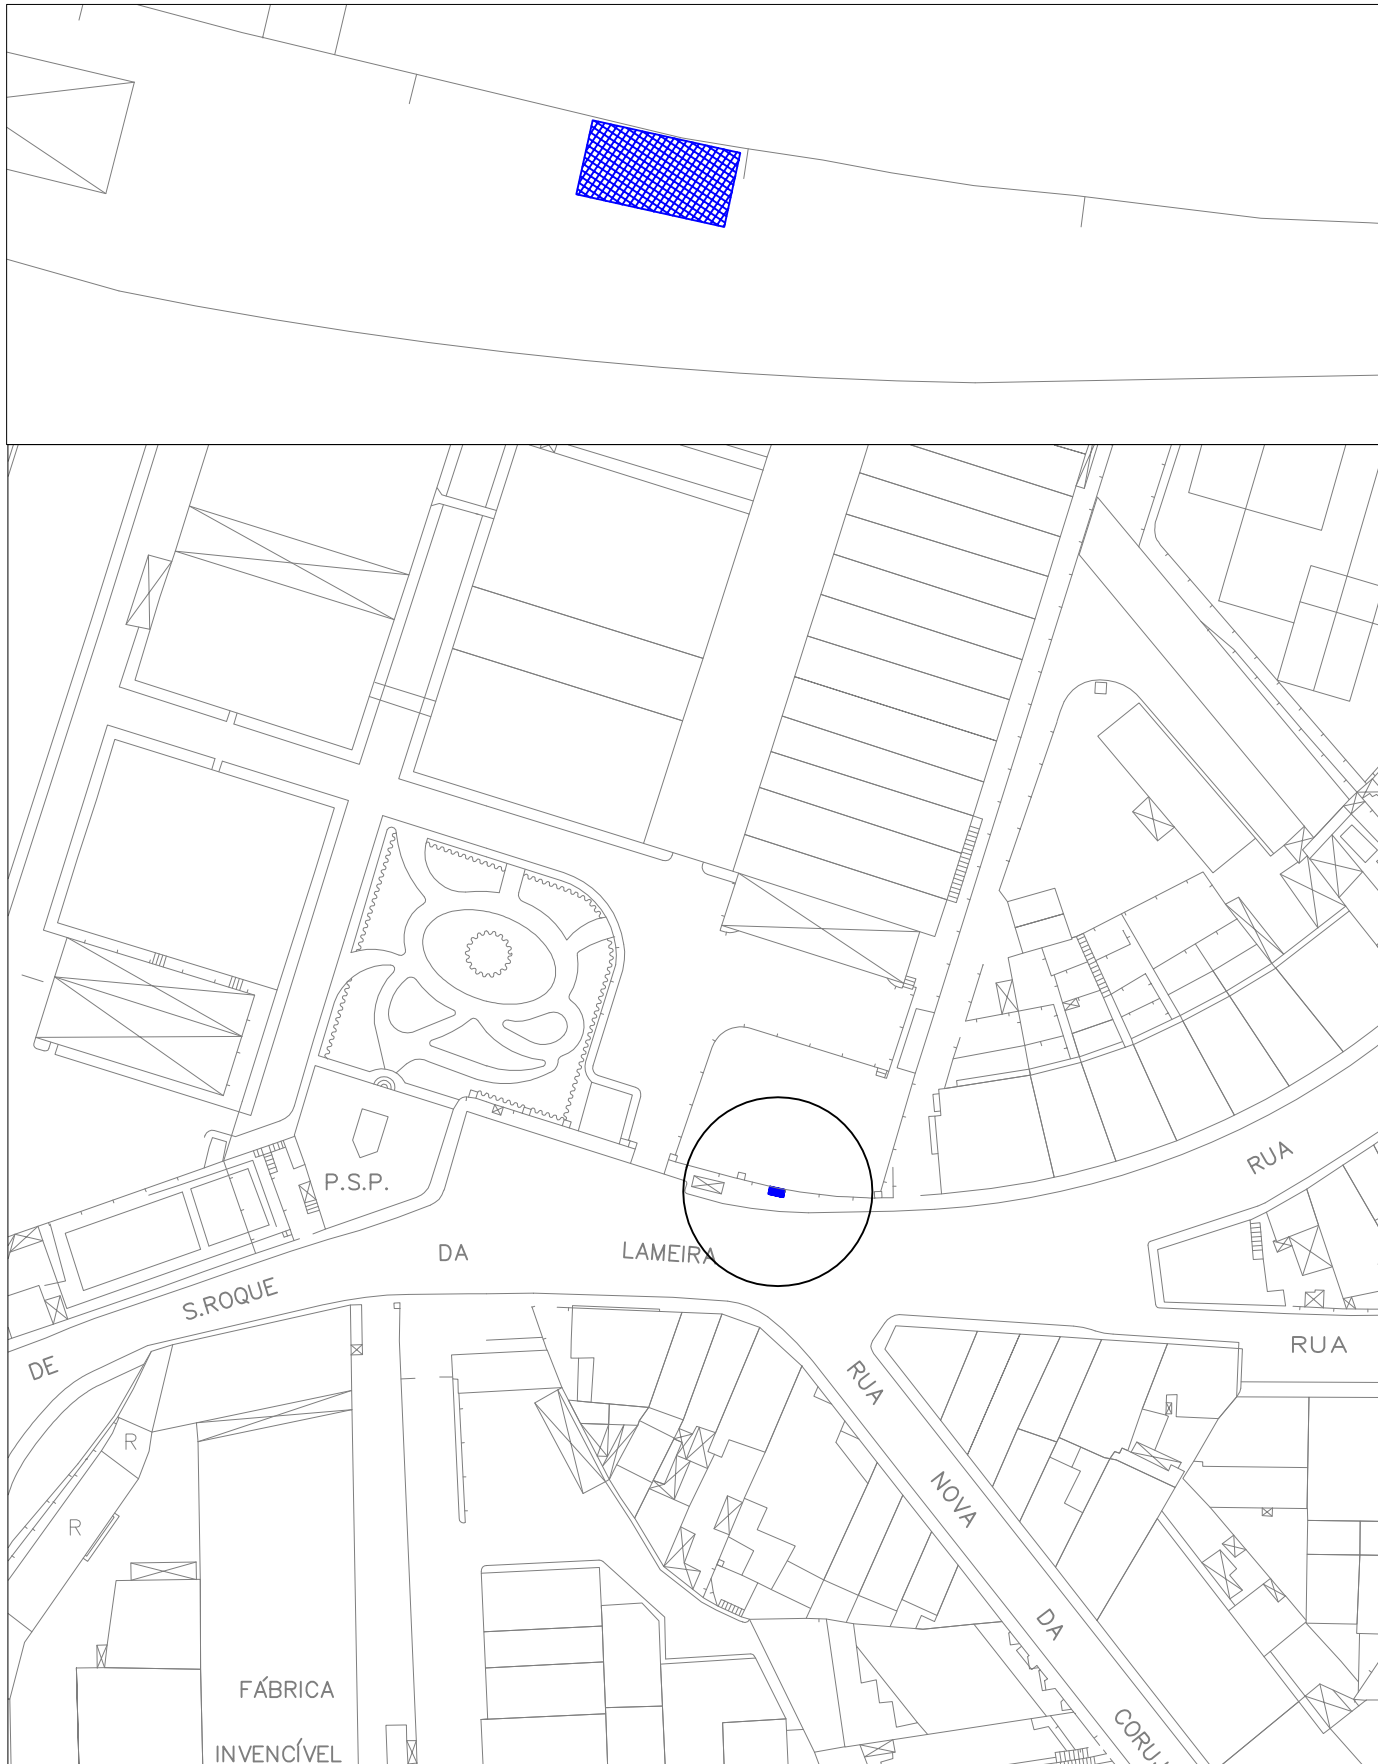 P.S.P.
RUA
DE S.ROQUE DA LAMEIRA
RUA
R
R
RUA NOVA DA
FÁBRICA
INVENCÍVEL